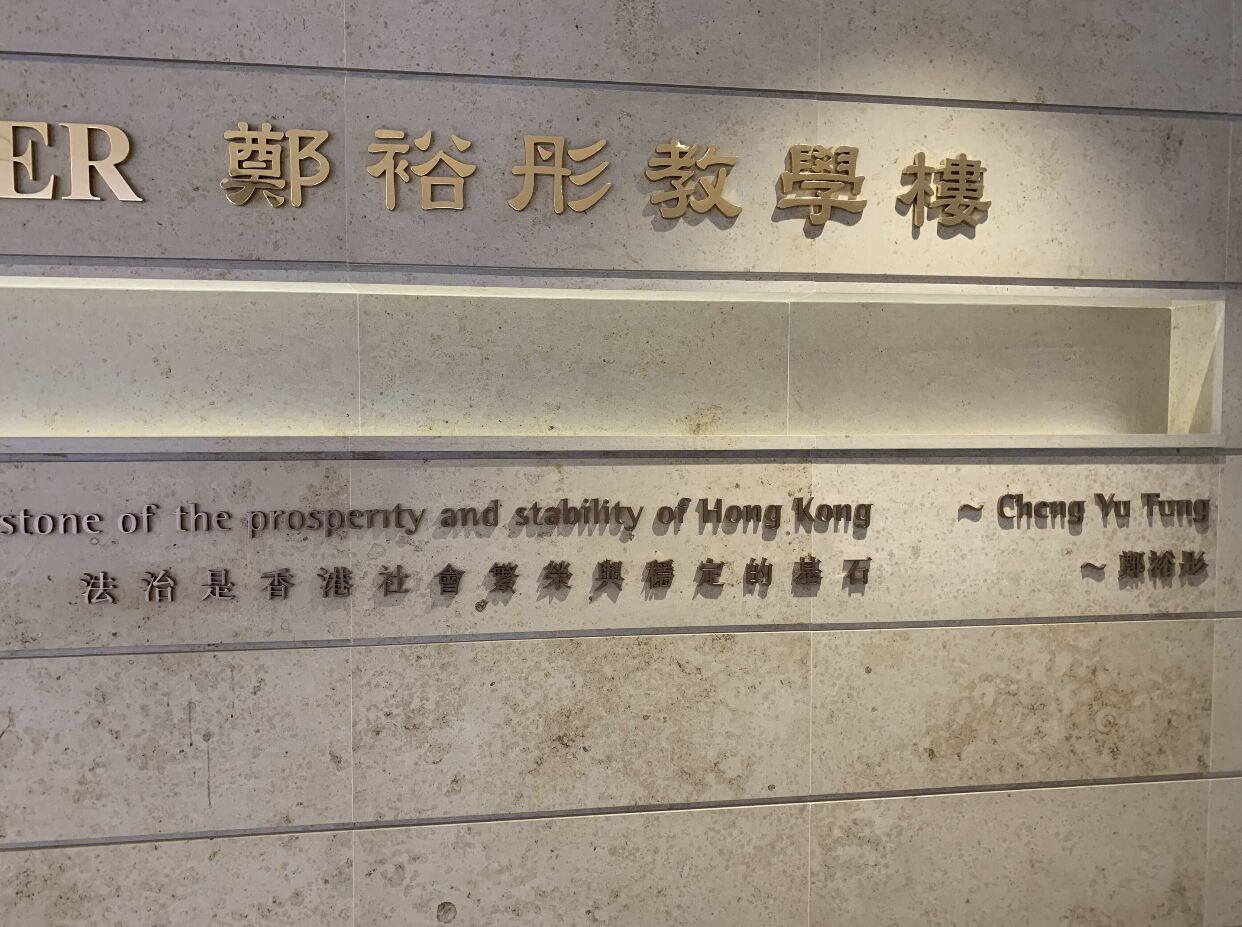 ER 鄭裕彤教學樓
stone of the prosperity and stability of Hong Kong ~ Cheng Yu Tung
法治是香港社會繁榮與穩定的基石 ~ 鄭裕彤